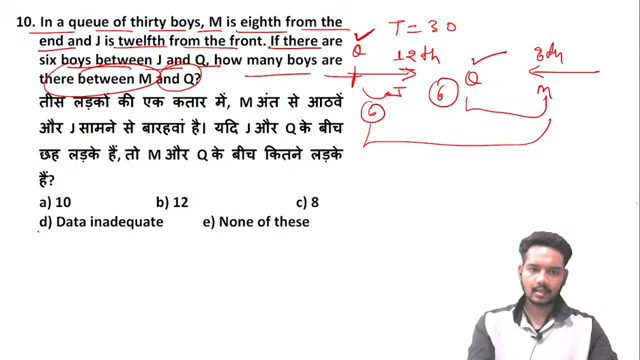 10. In a queue of thirty boys, M is eighth from the
end and J is twelfth from the front. If there are
six boys between J and Q, how many boys are
there between M and Q?
तीस लड़कों की एक कतार में, M अंत से आठवें
और J सामने से बारहवां है। यदि J और Q के बीच
छह लड़के हैं, तो M और Q के बीच कितने लड़के
हैं?
a) 10 b) 12 c) 8
d) Data inadequate e) None of these
T = 30
Q 12th Q 8th
J 6 M
6